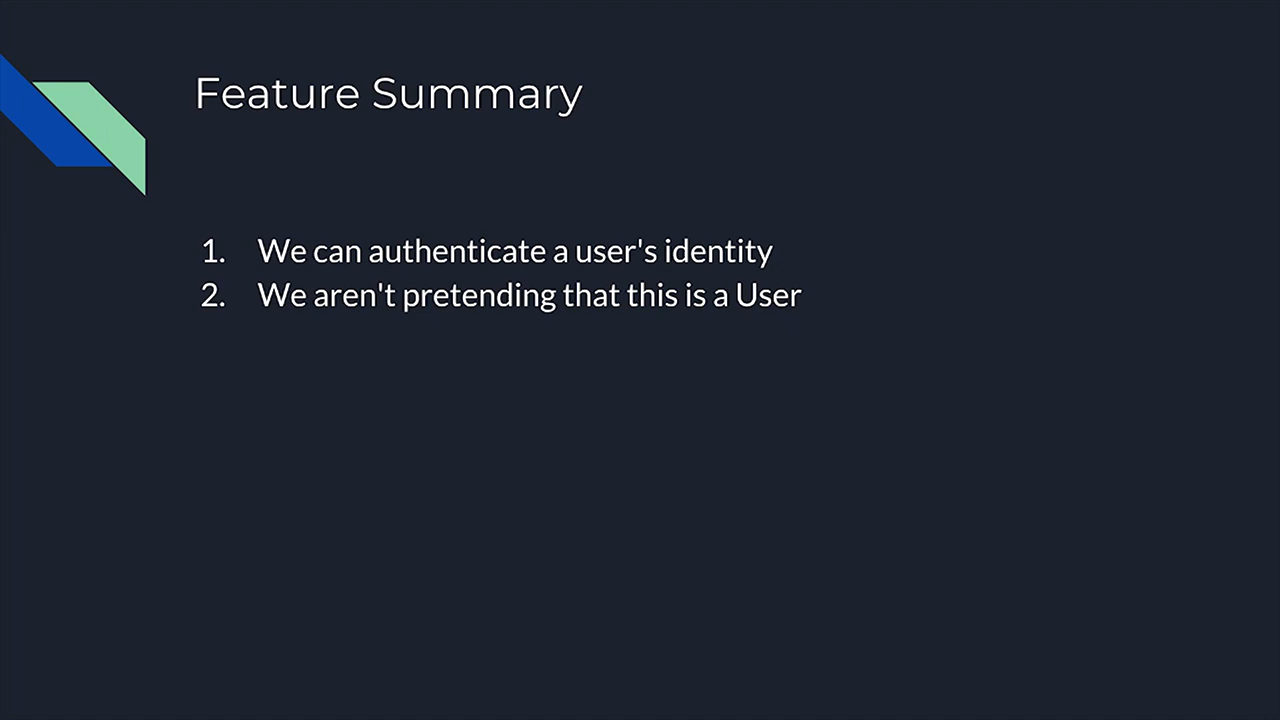 Feature Summary
1. We can authenticate a user's identity
2. We aren't pretending that this is a User